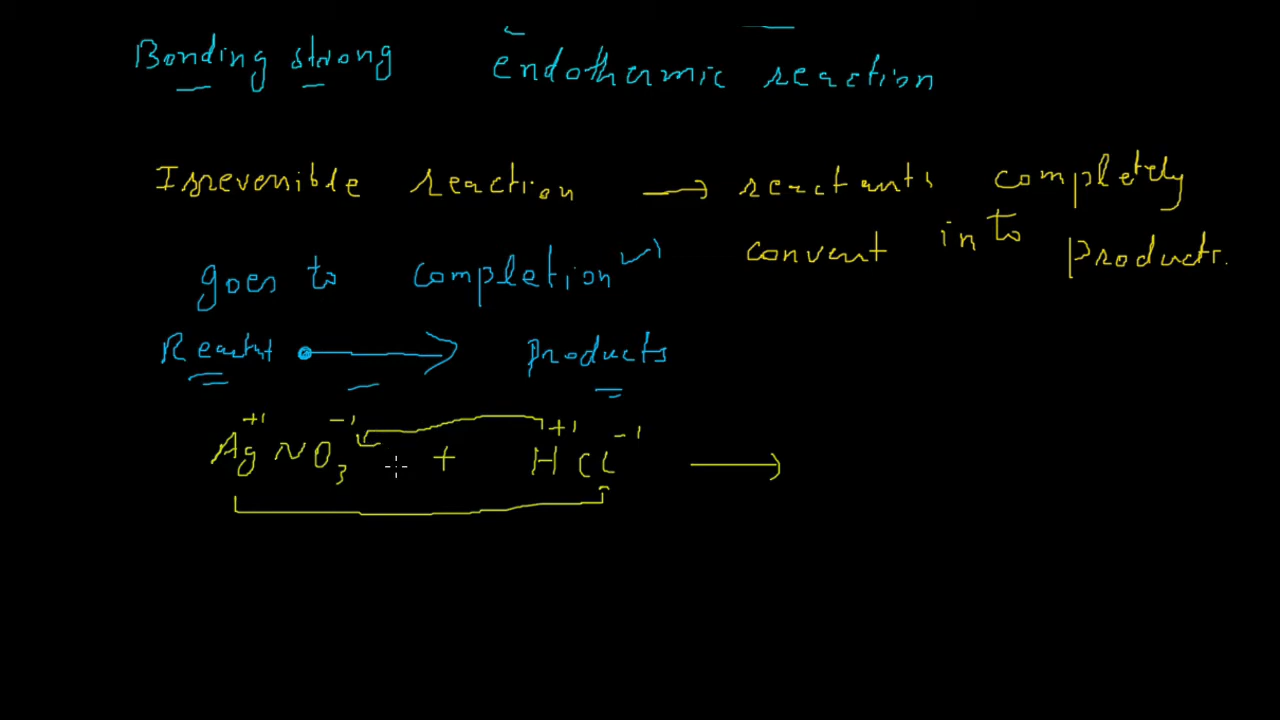 Bonding strong endothermic reaction
Irreversible reaction → reactants completely
convert into products.
goes to completion ✓
Reactnt → Products
+1 -1 +1 -1
AgNO₃ + HCl →